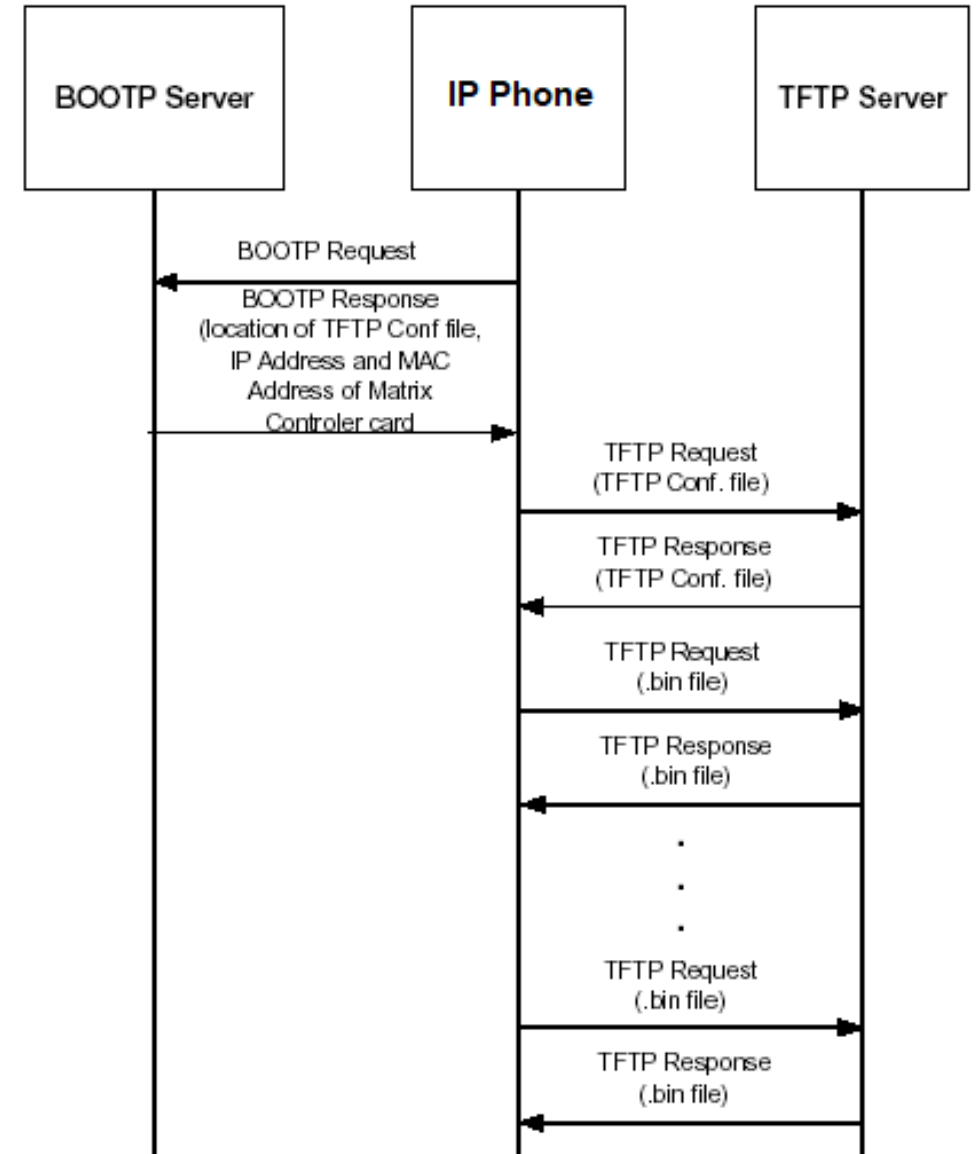 BOOTP Server
IP Phone
TFTP Server
BOOTP Request
BOOTP Response
(location of TFTP Conf file,
IP Address and MAC
Address of Matrix
Controler card
TFTP Request
(TFTP Conf. file)
TFTP Response
(TFTP Conf. file)
TFTP Request
(.bin file)
TFTP Response
(.bin file)
.
.
.
TFTP Request
(.bin file)
TFTP Response
(.bin file)